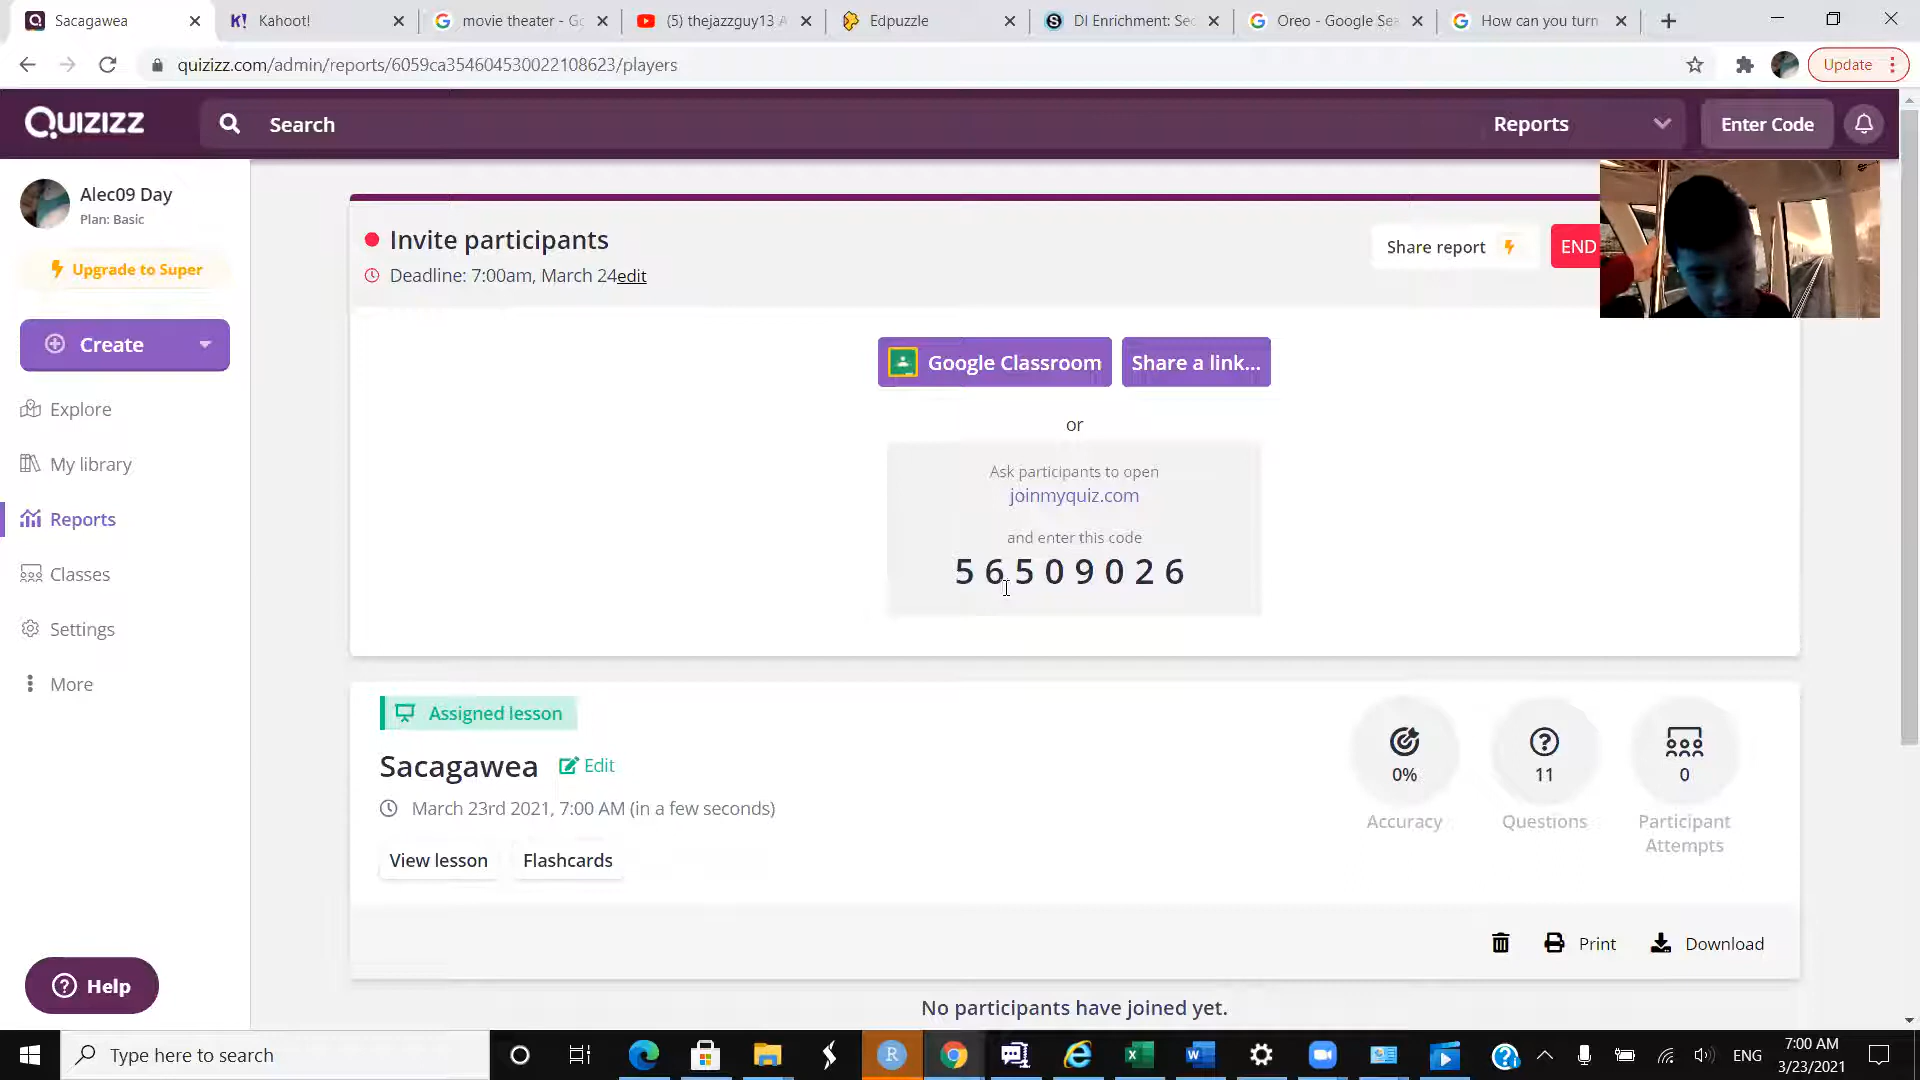 Sacagawea
Kahoot!
movie theater - Go
(5) thejazzguy13 A
Edpuzzle
DI Enrichment: Sec
Oreo - Google Sea
How can you turn
quizizz.com/admin/reports/6059ca354604530022108623/players
Update
Quizizz
Search
Reports
Enter Code
Alec09 Day
Plan: Basic
Upgrade to Super
Create
Explore
My library
Reports
Classes
Settings
More
Help
Invite participants
Deadline: 7:00am, March 24edit
Share report
END
Google Classroom
Share a link...
or
Ask participants to open
joinmyquiz.com
and enter this code
5 6 5 0 9 0 2 6
Assigned lesson
Sacagawea
Edit
March 23rd 2021, 7:00 AM (in a few seconds)
View lesson
Flashcards
0%
Accuracy
11
Questions
0
Participant
Attempts
Print
Download
No participants have joined yet.
Type here to search
ENG
7:00 AM
3/23/2021